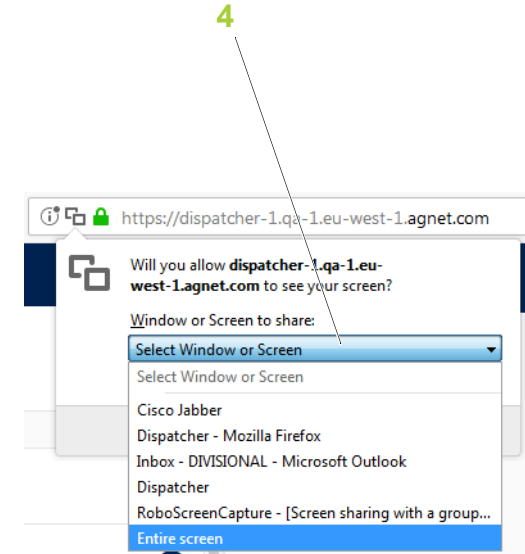 4
https://dispatcher-1.qa-1.eu-west-1.agnet.com
Will you allow dispatcher-1.qa-1.eu-
west-1.agnet.com to see your screen?
Window or Screen to share:
Select Window or Screen
Select Window or Screen
Cisco Jabber
Dispatcher - Mozilla Firefox
Inbox - DIVISIONAL - Microsoft Outlook
Dispatcher
RoboScreenCapture - [Screen sharing with a group...
Entire screen